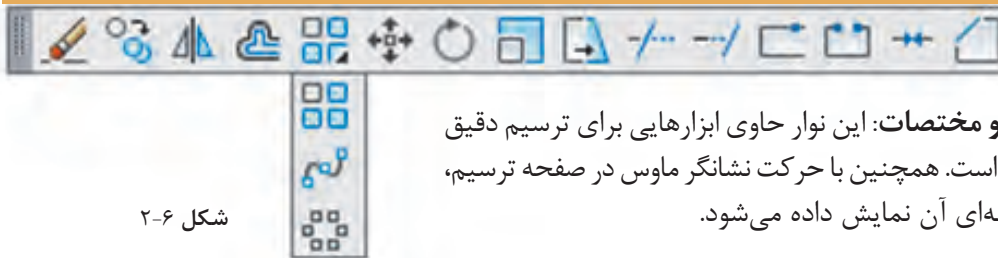 و مختصات: این نوار حاوی ابزارهایی برای ترسیم دقیق
است. همچنین با حرکت نشانگر ماوس در صفحه ترسیم،
آن نمایش داده می‌شود.
شکل ۶-۲